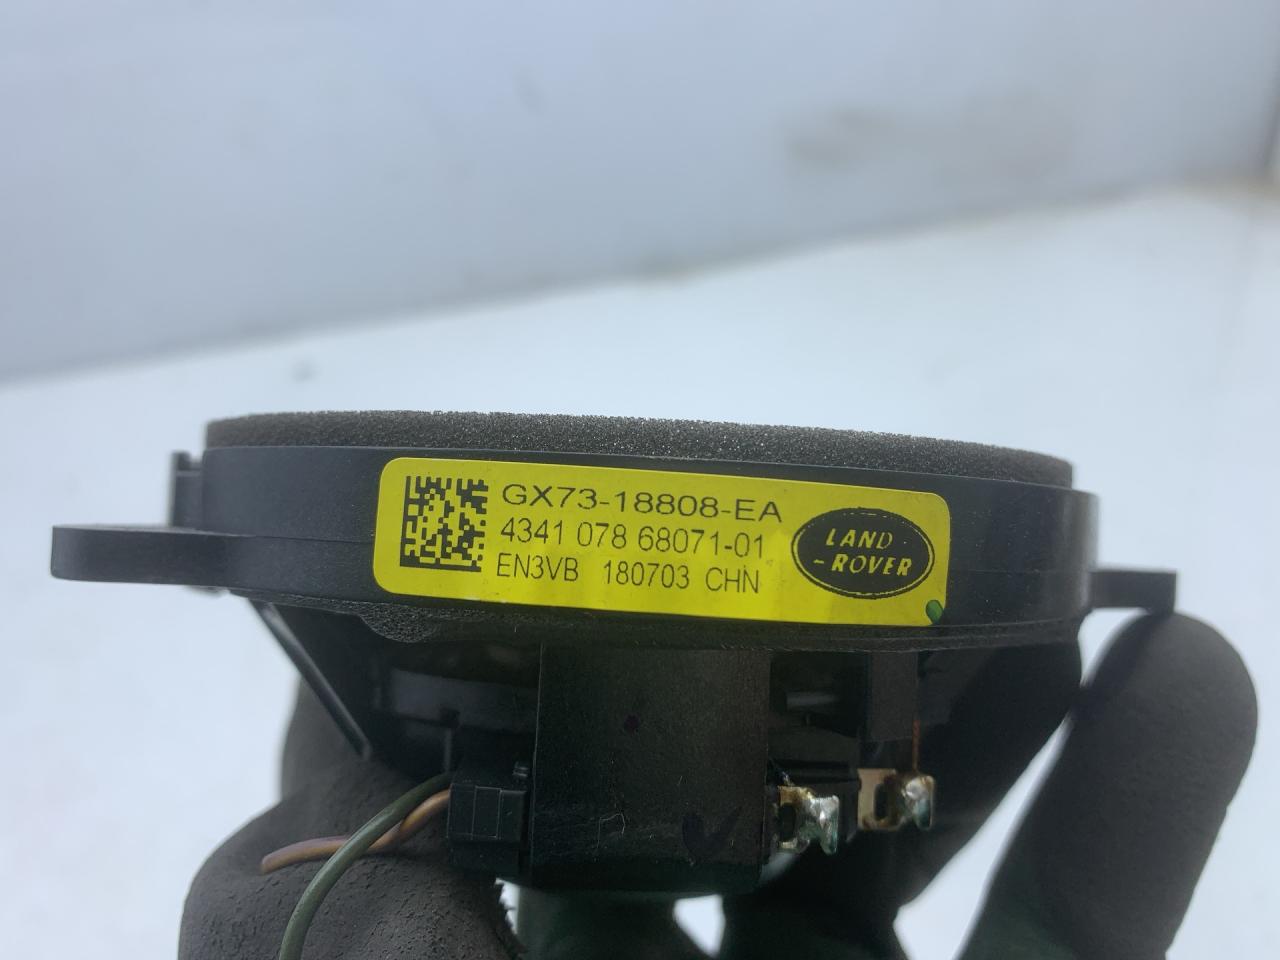 GX73-18808-EA
4341 078 68071-01
EN3VB 180703 CHN
LAND
-ROVER